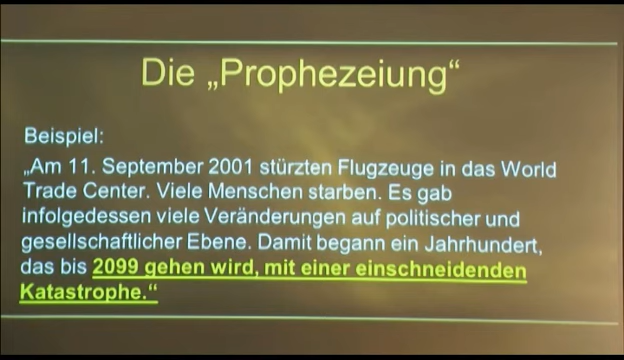 Die „Prophezeiung“
Beispiel:
„Am 11. September 2001 stürzten Flugzeuge in das World
Trade Center. Viele Menschen starben. Es gab
infolgedessen viele Veränderungen auf politischer und
gesellschaftlicher Ebene. Damit begann ein Jahrhundert,
das bis 2099 gehen wird, mit einer einschneidenden
Katastrophe.“